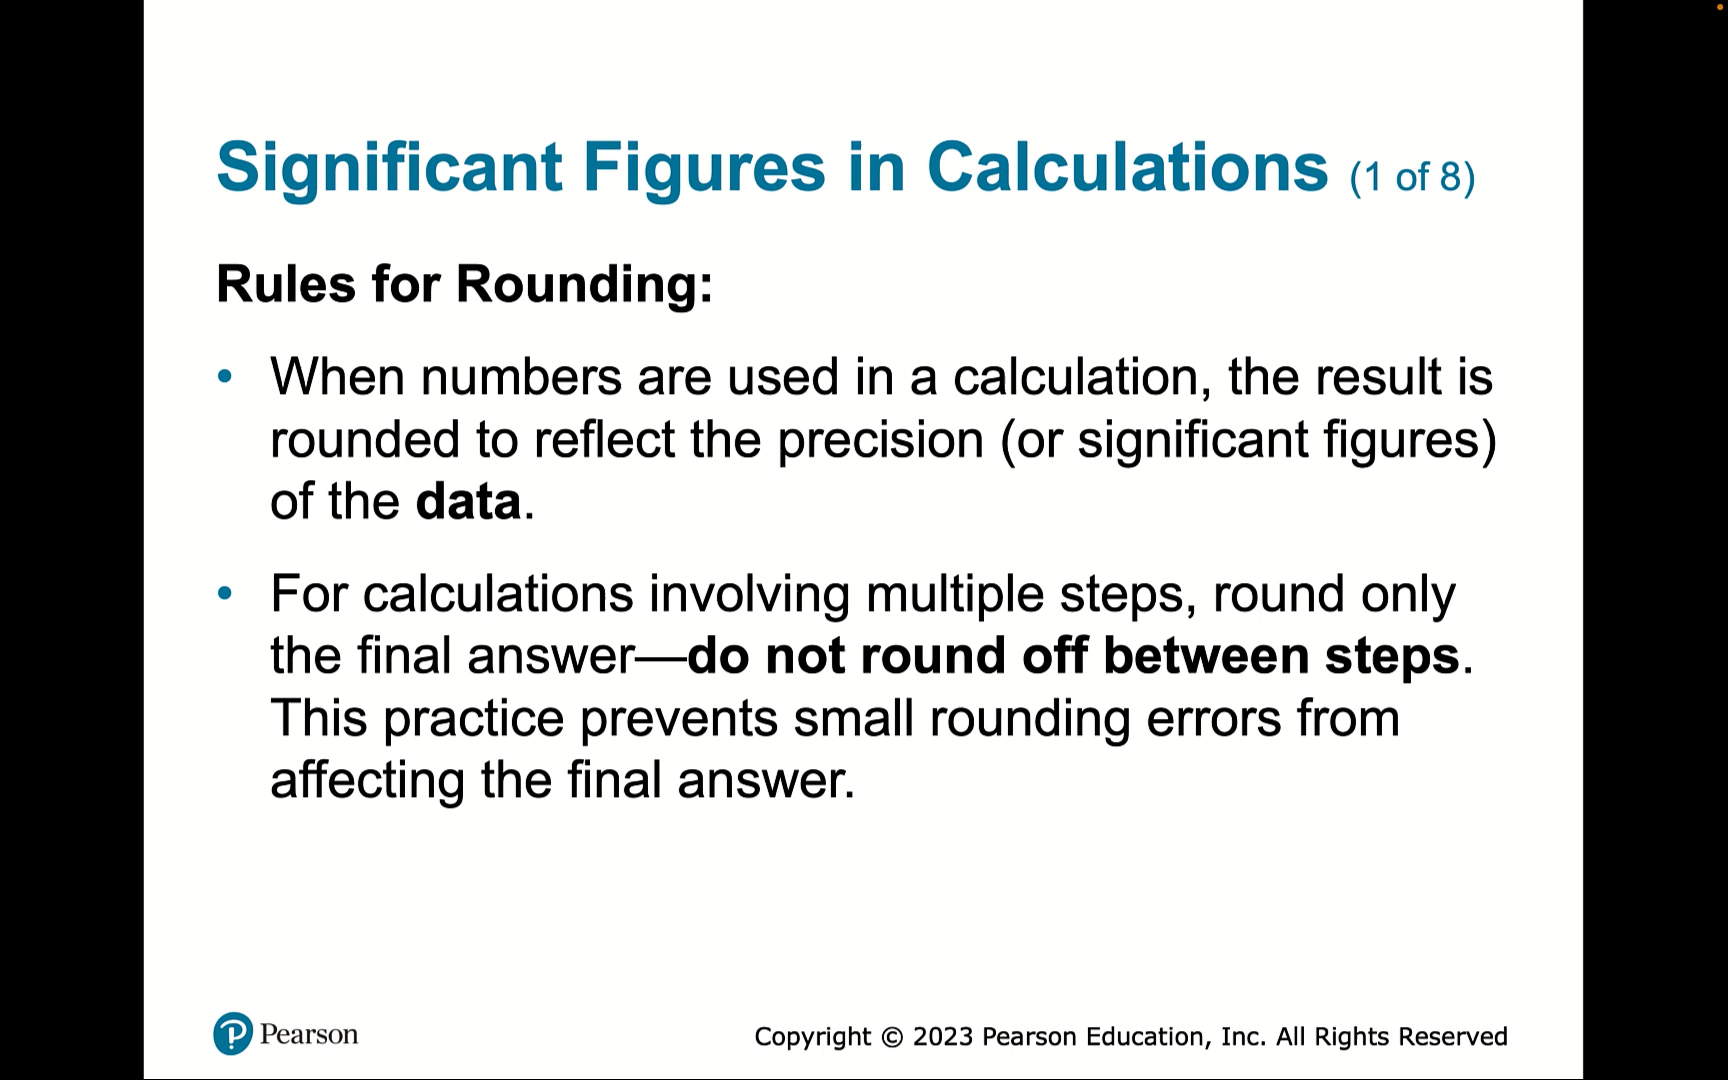 Significant Figures in Calculations (1 of 8)
Rules for Rounding:
• When numbers are used in a calculation, the result is
rounded to reflect the precision (or significant figures)
of the data.
• For calculations involving multiple steps, round only
the final answer—do not round off between steps.
This practice prevents small rounding errors from
affecting the final answer.
Pearson
Copyright © 2023 Pearson Education, Inc. All Rights Reserved